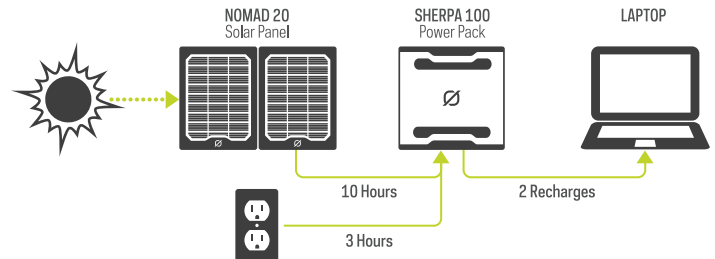 NOMAD 20
Solar Panel
SHERPA 100
Power Pack
LAPTOP
10 Hours
2 Recharges
3 Hours